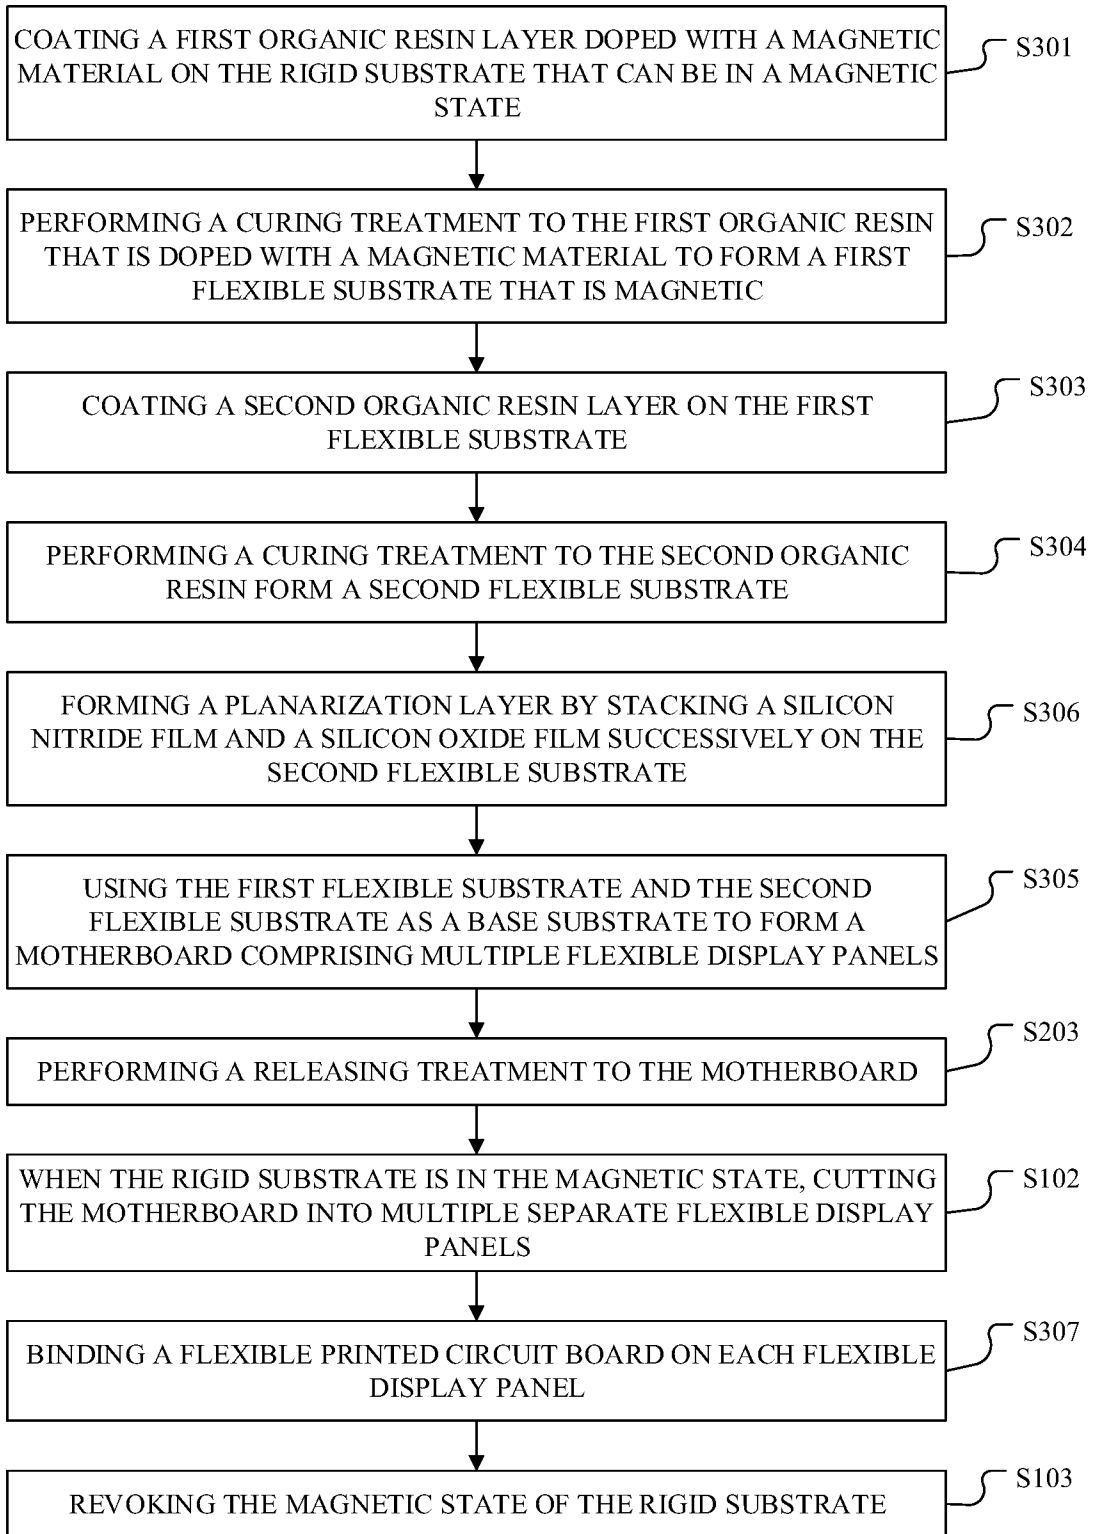 COATING A FIRST ORGANIC RESIN LAYER DOPED WITH A MAGNETIC
MATERIAL ON THE RIGID SUBSTRATE THAT CAN BE IN A MAGNETIC
STATE
S301
PERFORMING A CURING TREATMENT TO THE FIRST ORGANIC RESIN
THAT IS DOPED WITH A MAGNETIC MATERIAL TO FORM A FIRST
FLEXIBLE SUBSTRATE THAT IS MAGNETIC
S302
COATING A SECOND ORGANIC RESIN LAYER ON THE FIRST
FLEXIBLE SUBSTRATE
S303
PERFORMING A CURING TREATMENT TO THE SECOND ORGANIC
RESIN FORM A SECOND FLEXIBLE SUBSTRATE
S304
FORMING A PLANARIZATION LAYER BY STACKING A SILICON
NITRIDE FILM AND A SILICON OXIDE FILM SUCCESSIVELY ON THE
SECOND FLEXIBLE SUBSTRATE
S306
USING THE FIRST FLEXIBLE SUBSTRATE AND THE SECOND
FLEXIBLE SUBSTRATE AS A BASE SUBSTRATE TO FORM A
MOTHERBOARD COMPRISING MULTIPLE FLEXIBLE DISPLAY PANELS
S305
PERFORMING A RELEASING TREATMENT TO THE MOTHERBOARD
S203
WHEN THE RIGID SUBSTRATE IS IN THE MAGNETIC STATE, CUTTING
THE MOTHERBOARD INTO MULTIPLE SEPARATE FLEXIBLE DISPLAY
PANELS
S102
BINDING A FLEXIBLE PRINTED CIRCUIT BOARD ON EACH FLEXIBLE
DISPLAY PANEL
S307
REVOKING THE MAGNETIC STATE OF THE RIGID SUBSTRATE
S103